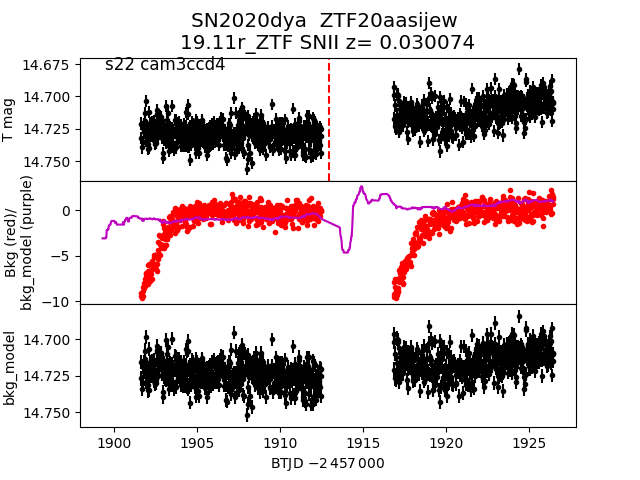 SN2020dya  ZTF20aasijew
19.11r_ZTF SNII z= 0.030074
s22 cam3ccd4
T mag
14.675
14.700
14.725
14.750
Bkg (red)/
bkg_model (purple)
0
−5
−10
bkg_model
14.700
14.725
14.750
1900
1905
1910
1915
1920
1925
BTJD −2 457 000